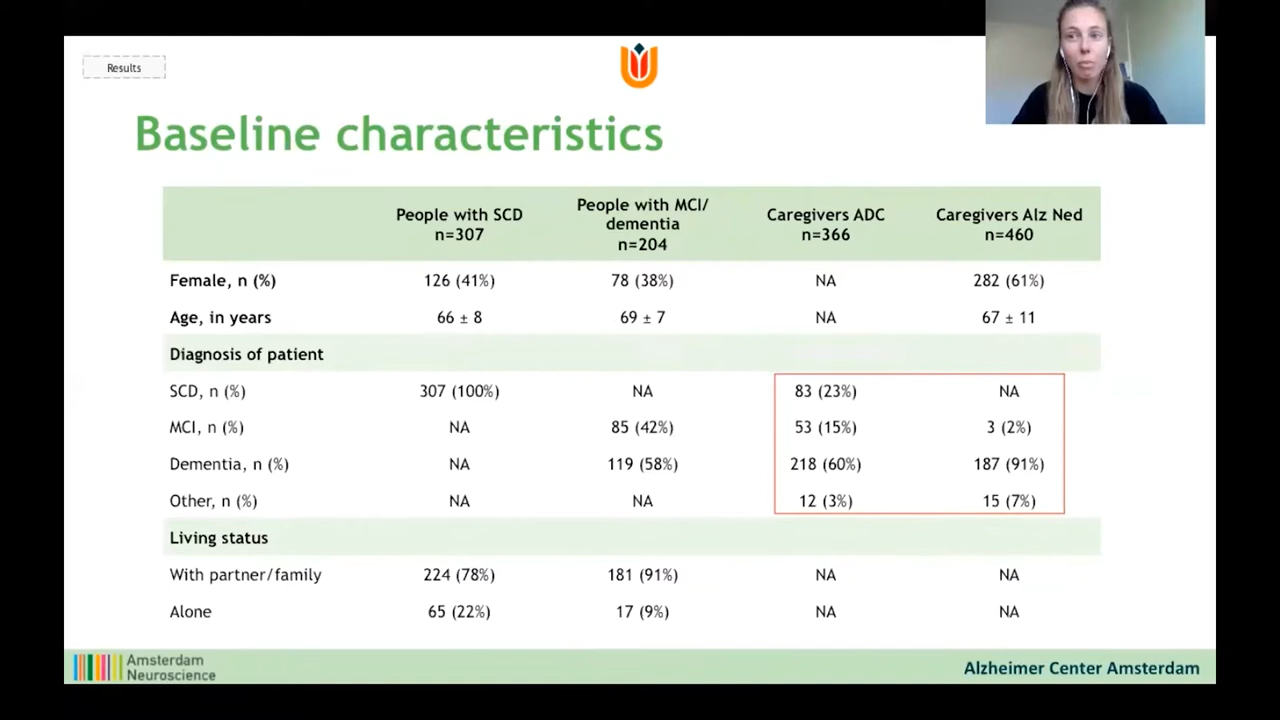 Results
Baseline characteristics
People with SCD
n=307
People with MCI/
dementia
n=204
Caregivers ADC
n=366
Caregivers Alz Ned
n=460
Female, n (%) 126 (41%) 78 (38%) NA 282 (61%)
Age, in years 66 ± 8 69 ± 7 NA 67 ± 11
Diagnosis of patient
SCD, n (%) 307 (100%) NA 83 (23%) NA
MCI, n (%) NA 85 (42%) 53 (15%) 3 (2%)
Dementia, n (%) NA 119 (58%) 218 (60%) 187 (91%)
Other, n (%) NA NA 12 (3%) 15 (7%)
Living status
With partner/family 224 (78%) 181 (91%) NA NA
Alone 65 (22%) 17 (9%) NA NA
Amsterdam
Neuroscience
Alzheimer Center Amsterdam